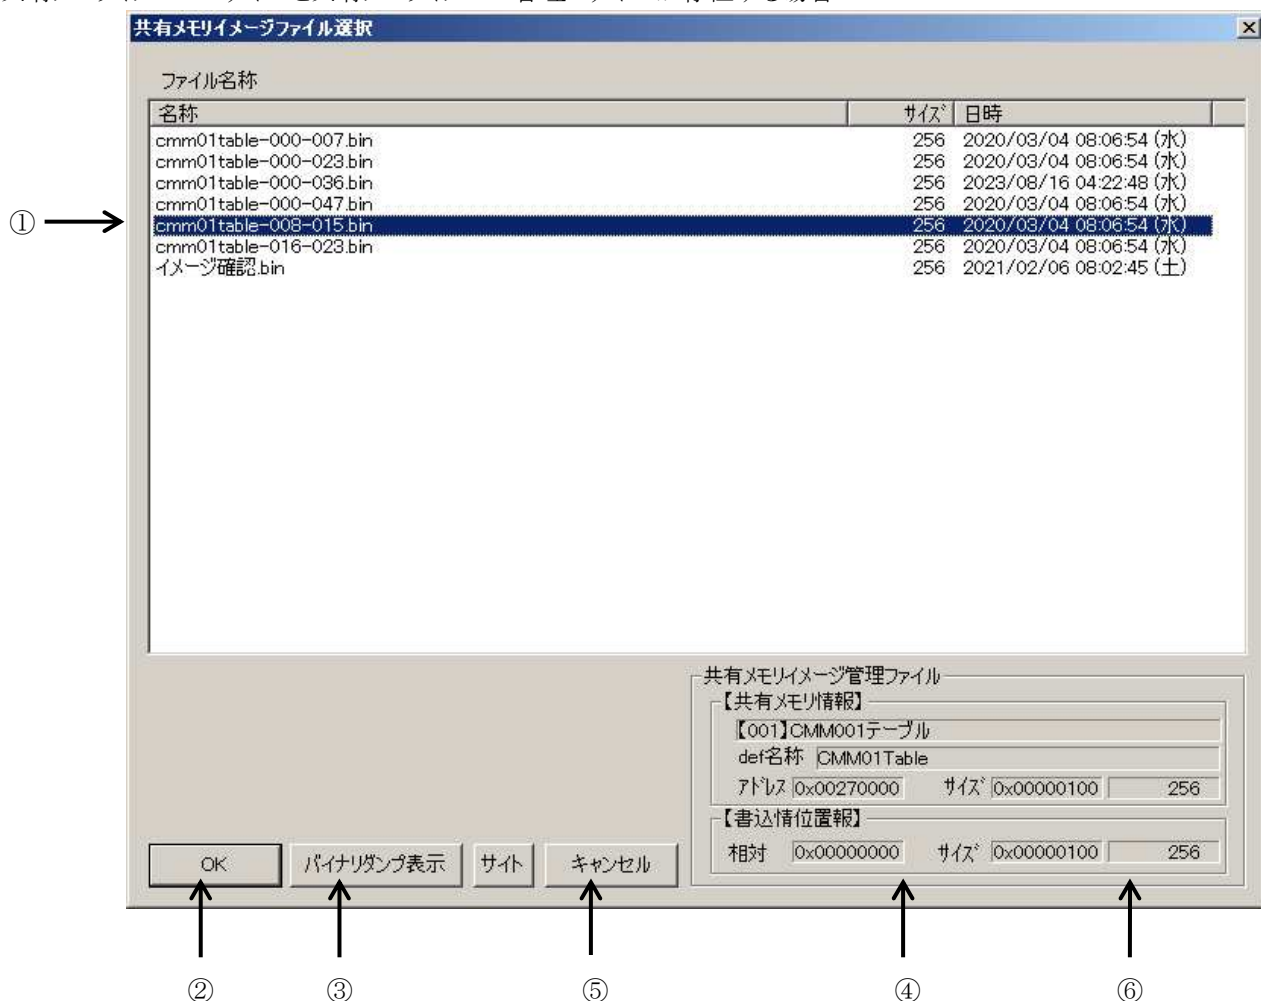 共有メモリイメージファイル選択
ファイル名称
名称 サイズ 日時
cmm01table-000-007.bin 256 2020/03/04 08:06:54 (水)
cmm01table-000-023.bin 256 2020/03/04 08:06:54 (水)
cmm01table-000-036.bin 256 2023/08/16 04:22:48 (水)
cmm01table-000-047.bin 256 2020/03/04 08:06:54 (水)
① cmm01table-008-015.bin 256 2020/03/04 08:06:54 (水)
cmm01table-016-023.bin 256 2020/03/04 08:06:54 (水)
イメージ確認.bin 256 2021/02/06 08:02:45 (土)
共有メモリイメージ管理ファイル
【共有メモリ情報】
【001】CMM001テーブル
def名称 CMM01Table
アドレス 0x00270000 サイズ 0x00000100 256
【書込情位置報】
相対 0x00000000 サイズ 0x00000100 256
OK バイナリダンプ表示 サイト キャンセル
② ③ ⑤ ④ ⑥